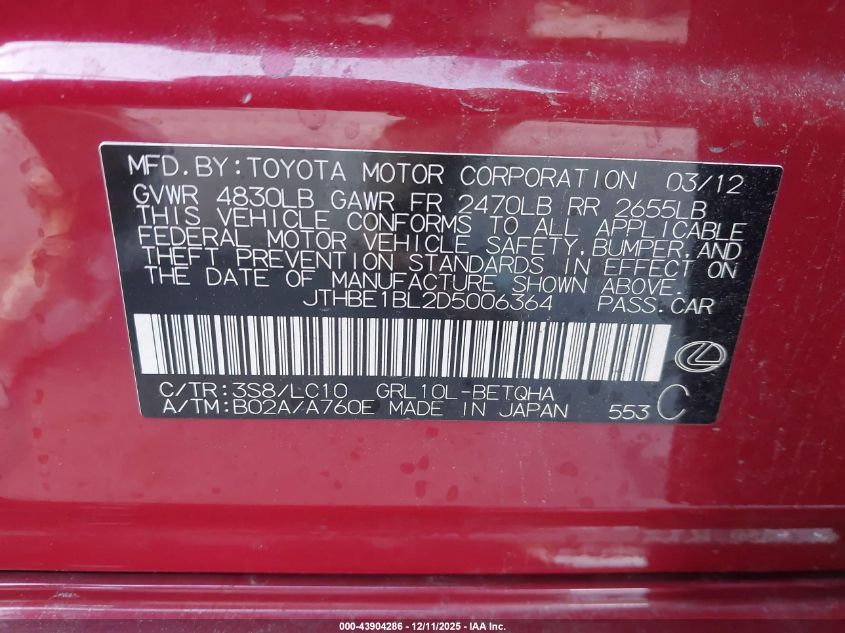 MFD.BY:TOYOTA MOTOR CORPORATION 03/12
GVWR 4830LB GAWR FR 2470LB RR 2655LB
THIS VEHICLE CONFORMS TO ALL APPLICABLE
FEDERAL MOTOR VEHICLE SAFETY,BUMPER,AND
THEFT PREVENTION STANDARDS IN EFFECT ON
THE DATE OF MANUFACTURE SHOWN ABOVE.
JTHBE1BL2D5006364 PASS.CAR
C/TR:3S8/LC10 GRL10L-BETQHA
A/TM:B02A/A760E MADE IN JAPAN 553 C
000-43904286 - 12/11/2025 - IAA Inc.